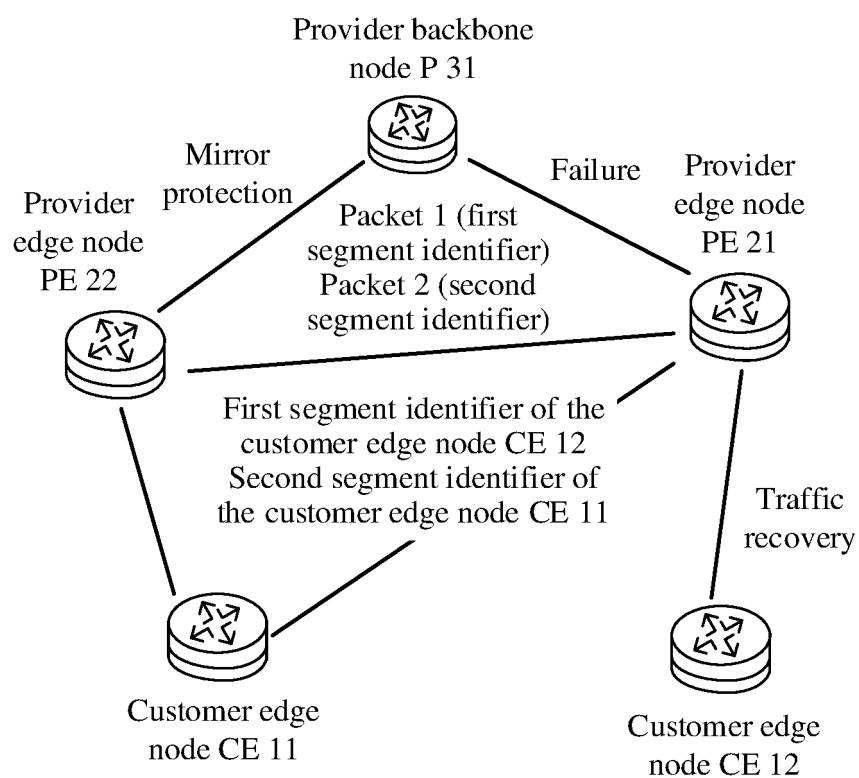 Provider backbone
node P 31
Mirror
protection
Failure
Provider
edge node
PE 21
Provider
edge node
PE 22
Packet 1 (first
segment identifier)
Packet 2 (second
segment identifier)
First segment identifier of the
customer edge node CE 12
Second segment identifier of
the customer edge node CE 11
Traffic
recovery
Customer edge
node CE 11
Customer edge
node CE 12